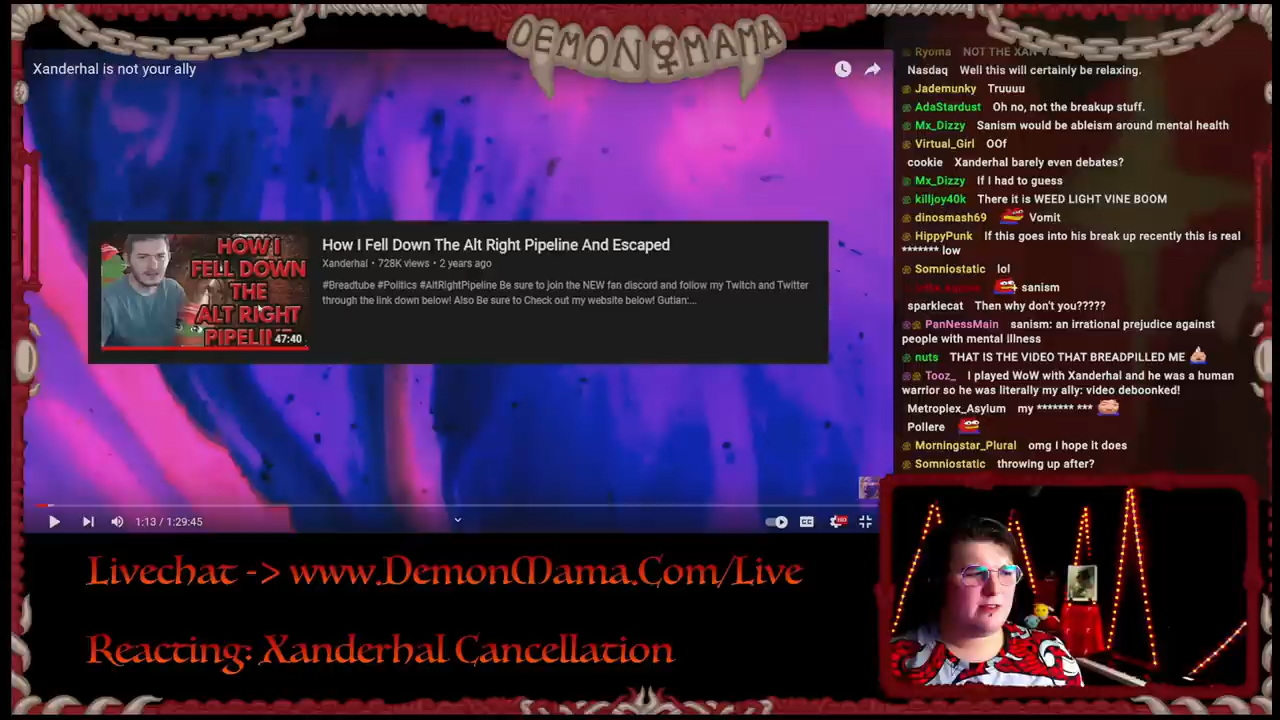 DEMON MAMA
Xanderhal is not your ally
HOW I
FELL DOWN
THE
ALT RIGHT
47:40
How I Fell Down The Alt Right Pipeline And Escaped
Xanderhal • 728K views • 2 years ago
#Breadtube #Politics #AltRightPipeline Be sure to join the NEW fan discord and follow my Twitch and Twitter
through the link down below! Also Be sure to Check out my website below! Gutian:...
1:13 / 1:29:45
CC
Livechat -> www.DemonMama.Com/Live
Reacting: Xanderhal Cancellation
Ryoma NOT THE XAN
Nasdaq Well this will certainly be relaxing.
Jademunky Truuuu
AdaStardust Oh no, not the breakup stuff.
Mx_Dizzy Sanism would be ableism around mental health
Virtual_Girl OOf
cookie Xanderhal barely even debates?
Mx_Dizzy If I had to guess
killjoy40k There it is WEED LIGHT VINE BOOM
dinosmash69 Vomit
HippyPunk If this goes into his break up recently this is real
******* low
Somniostatic lol
sanism
sparklecat Then why don't you?????
PanNessMain sanism: an irrational prejudice against
people with mental illness
nuts THAT IS THE VIDEO THAT BREADPILLED ME
Tooz_ I played WoW with Xanderhal and he was a human
warrior so he was literally my ally: video deboonked!
Metroplex_Asylum my ******* ***
Pollere
Morningstar_Plural omg I hope it does
Somniostatic throwing up after?